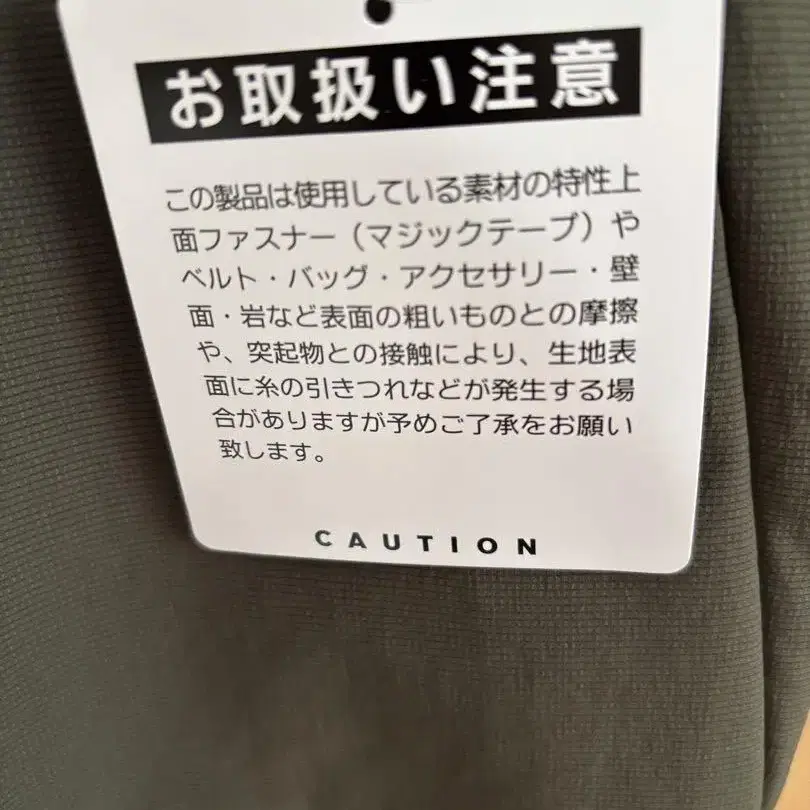 お取扱い注意
この製品は使用している素材の特性上
面ファスナー（マジックテープ）や
ベルト・バッグ・アクセサリー・壁
面・岩など表面の粗いものとの摩擦
や、突起物との接触により、生地表
面に糸の引きつれなどが発生する場
合がありますが予めご了承をお願い
致します。
CAUTION